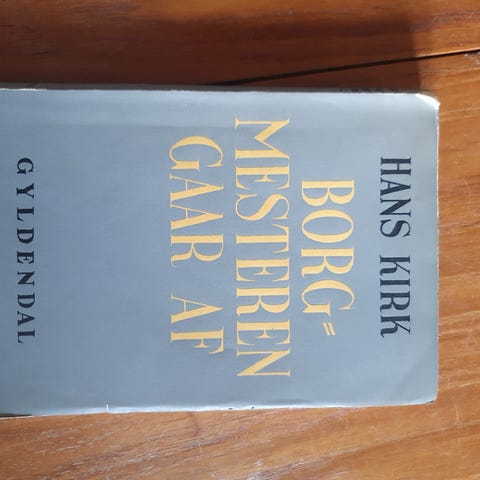 HANS KIRK
BORG=
MESTEREN
GAAR AF
GYLDENDAL